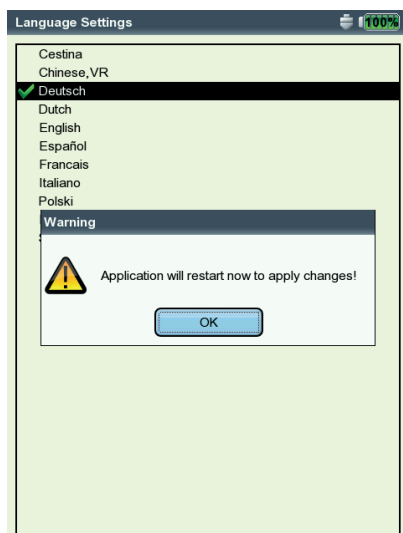 Language Settings
100%
Cestina
Chinese,VR
Deutsch
Dutch
English
Español
Francais
Italiano
Polski
Warning
Application will restart now to apply changes!
OK